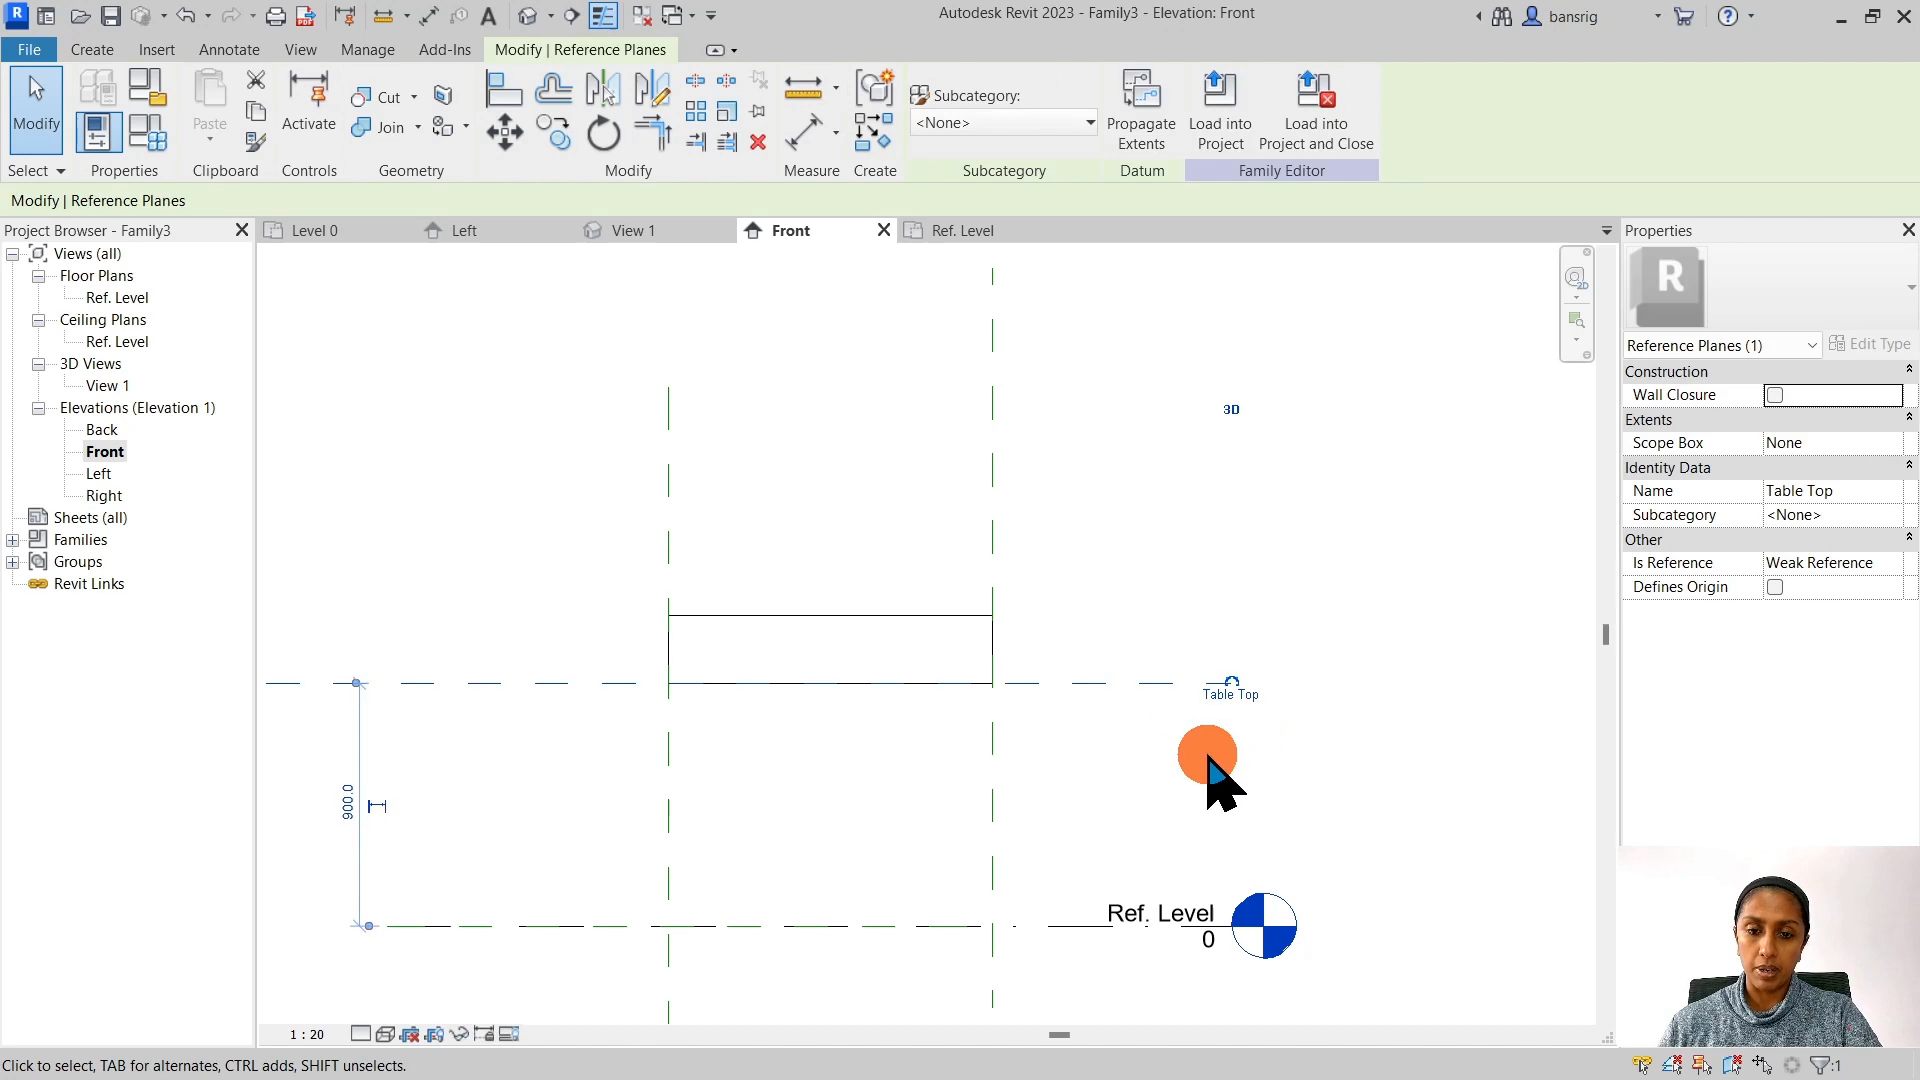 Autodesk Revit 2023 - Family3 - Elevation: Front
bansrig
File
Create
Insert
Annotate
View
Manage
Add-Ins
Modify | Reference Planes
Modify
Paste
Activate
Cut
Join
Subcategory:
<None>
Propagate
Extents
Load into
Project
Load into
Project and Close
Select
Properties
Clipboard
Controls
Geometry
Modify
Measure
Create
Subcategory
Datum
Family Editor
Modify | Reference Planes
Project Browser - Family3
Views (all)
Floor Plans
Ref. Level
Ceiling Plans
Ref. Level
3D Views
View 1
Elevations (Elevation 1)
Back
Front
Left
Right
Sheets (all)
Families
Groups
Revit Links
Level 0
Left
View 1
Front
Ref. Level
2D
3D
Table Top
900.0
Ref. Level
0
1 : 20
Properties
R
Reference Planes (1)
Edit Type
Construction
Wall Closure
Extents
Scope Box None
Identity Data
Name Table Top
Subcategory <None>
Other
Is Reference Weak Reference
Defines Origin
Click to select, TAB for alternates, CTRL adds, SHIFT unselects.
:1